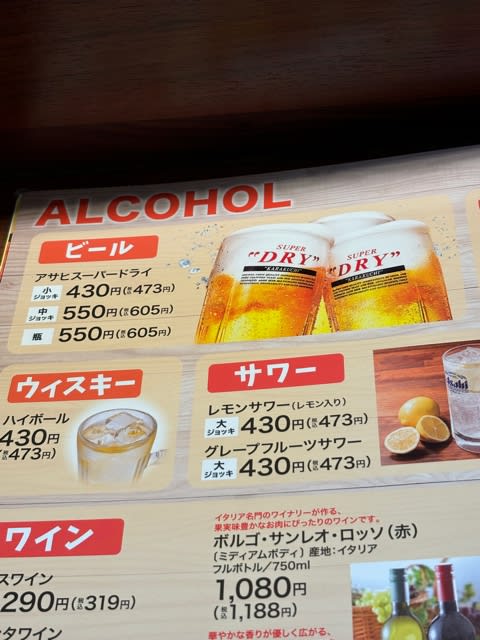 ALCOHOL
ビール
アサヒスーパードライ
小ジョッキ 430円(税込473円)
中ジョッキ 550円(税込605円)
瓶 550円(税込605円)
SUPER
"DRY"
"KARAKUCHI"
SUPER
"DRY"
"KARAKUCHI"
ウィスキー
ハイボール
430円
(税込473円)
サワー
レモンサワー(レモン入り)
大ジョッキ 430円(税込473円)
グレープフルーツサワー
大ジョッキ 430円(税込473円)
Asahi
ワイン
スワイン
290円(税込319円)
タワイン
イタリア名門のワイナリーが作る、
果実味豊かなお肉にぴったりのワインです。
ボルゴ・サンレオ・ロッソ(赤)
(ミディアムボディ) 産地:イタリア
フルボトル/750ml
1,080円
(税込1,188円)
華やかな香りが優しく広がる、